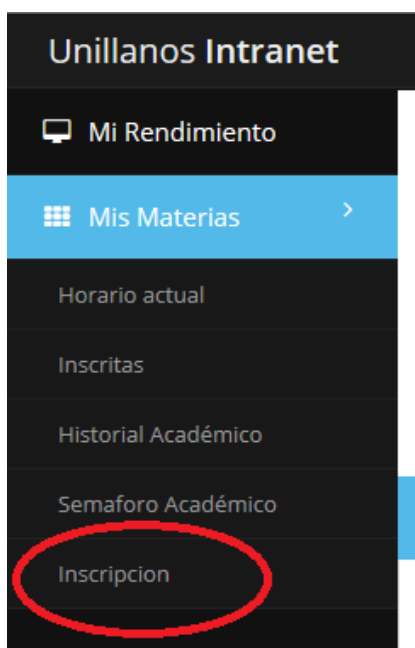 Unillanos Intranet
Mi Rendimiento
Mis Materias
Horario actual
Inscritas
Historial Académico
Semaforo Académico
Inscripcion